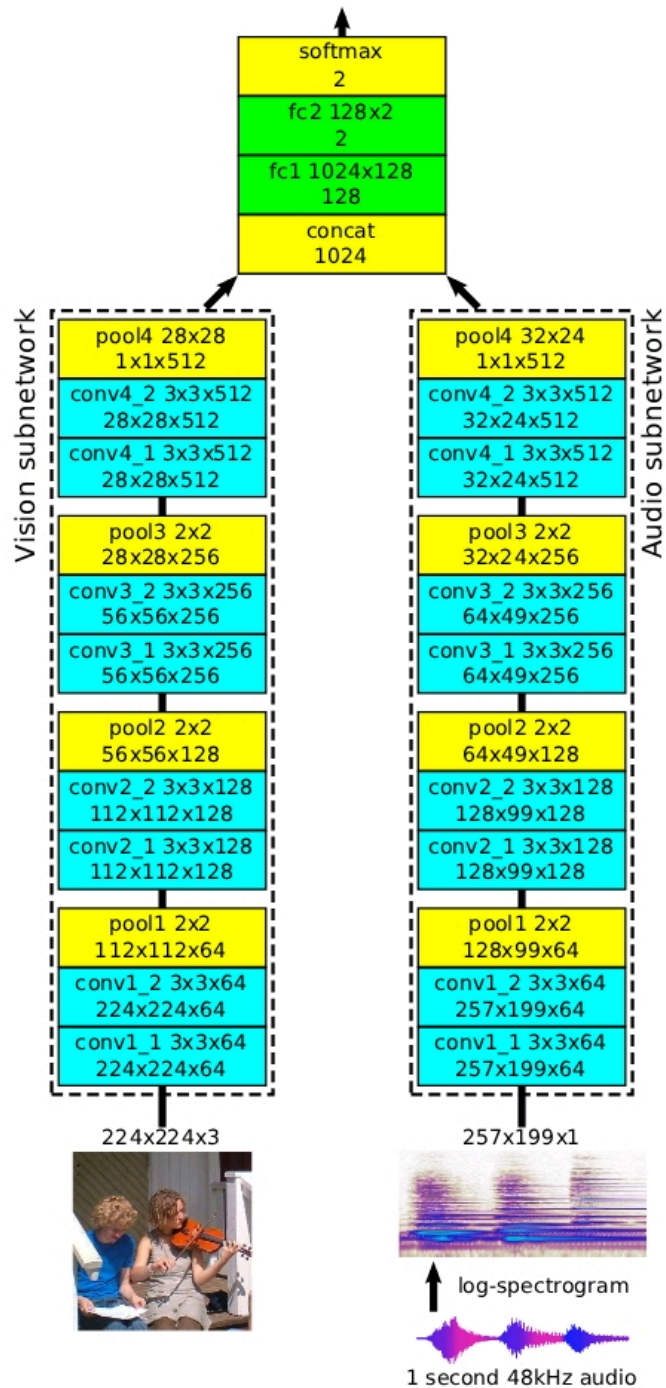 softmax
2
fc2 128x2
2
fc1 1024x128
128
concat
1024
Vision subnetwork
pool4 28x28
1x1x512
conv4_2 3x3x512
28x28x512
conv4_1 3x3x512
28x28x512
pool3 2x2
28x28x256
conv3_2 3x3x256
56x56x256
conv3_1 3x3x256
56x56x256
pool2 2x2
56x56x128
conv2_2 3x3x128
112x112x128
conv2_1 3x3x128
112x112x128
pool1 2x2
112x112x64
conv1_2 3x3x64
224x224x64
conv1_1 3x3x64
224x224x64
224x224x3
Audio subnetwork
pool4 32x24
1x1x512
conv4_2 3x3x512
32x24x512
conv4_1 3x3x512
32x24x512
pool3 2x2
32x24x256
conv3_2 3x3x256
64x49x256
conv3_1 3x3x256
64x49x256
pool2 2x2
64x49x128
conv2_2 3x3x128
128x99x128
conv2_1 3x3x128
128x99x128
pool1 2x2
128x99x64
conv1_2 3x3x64
257x199x64
conv1_1 3x3x64
257x199x64
257x199x1
log-spectrogram
1 second 48kHz audio